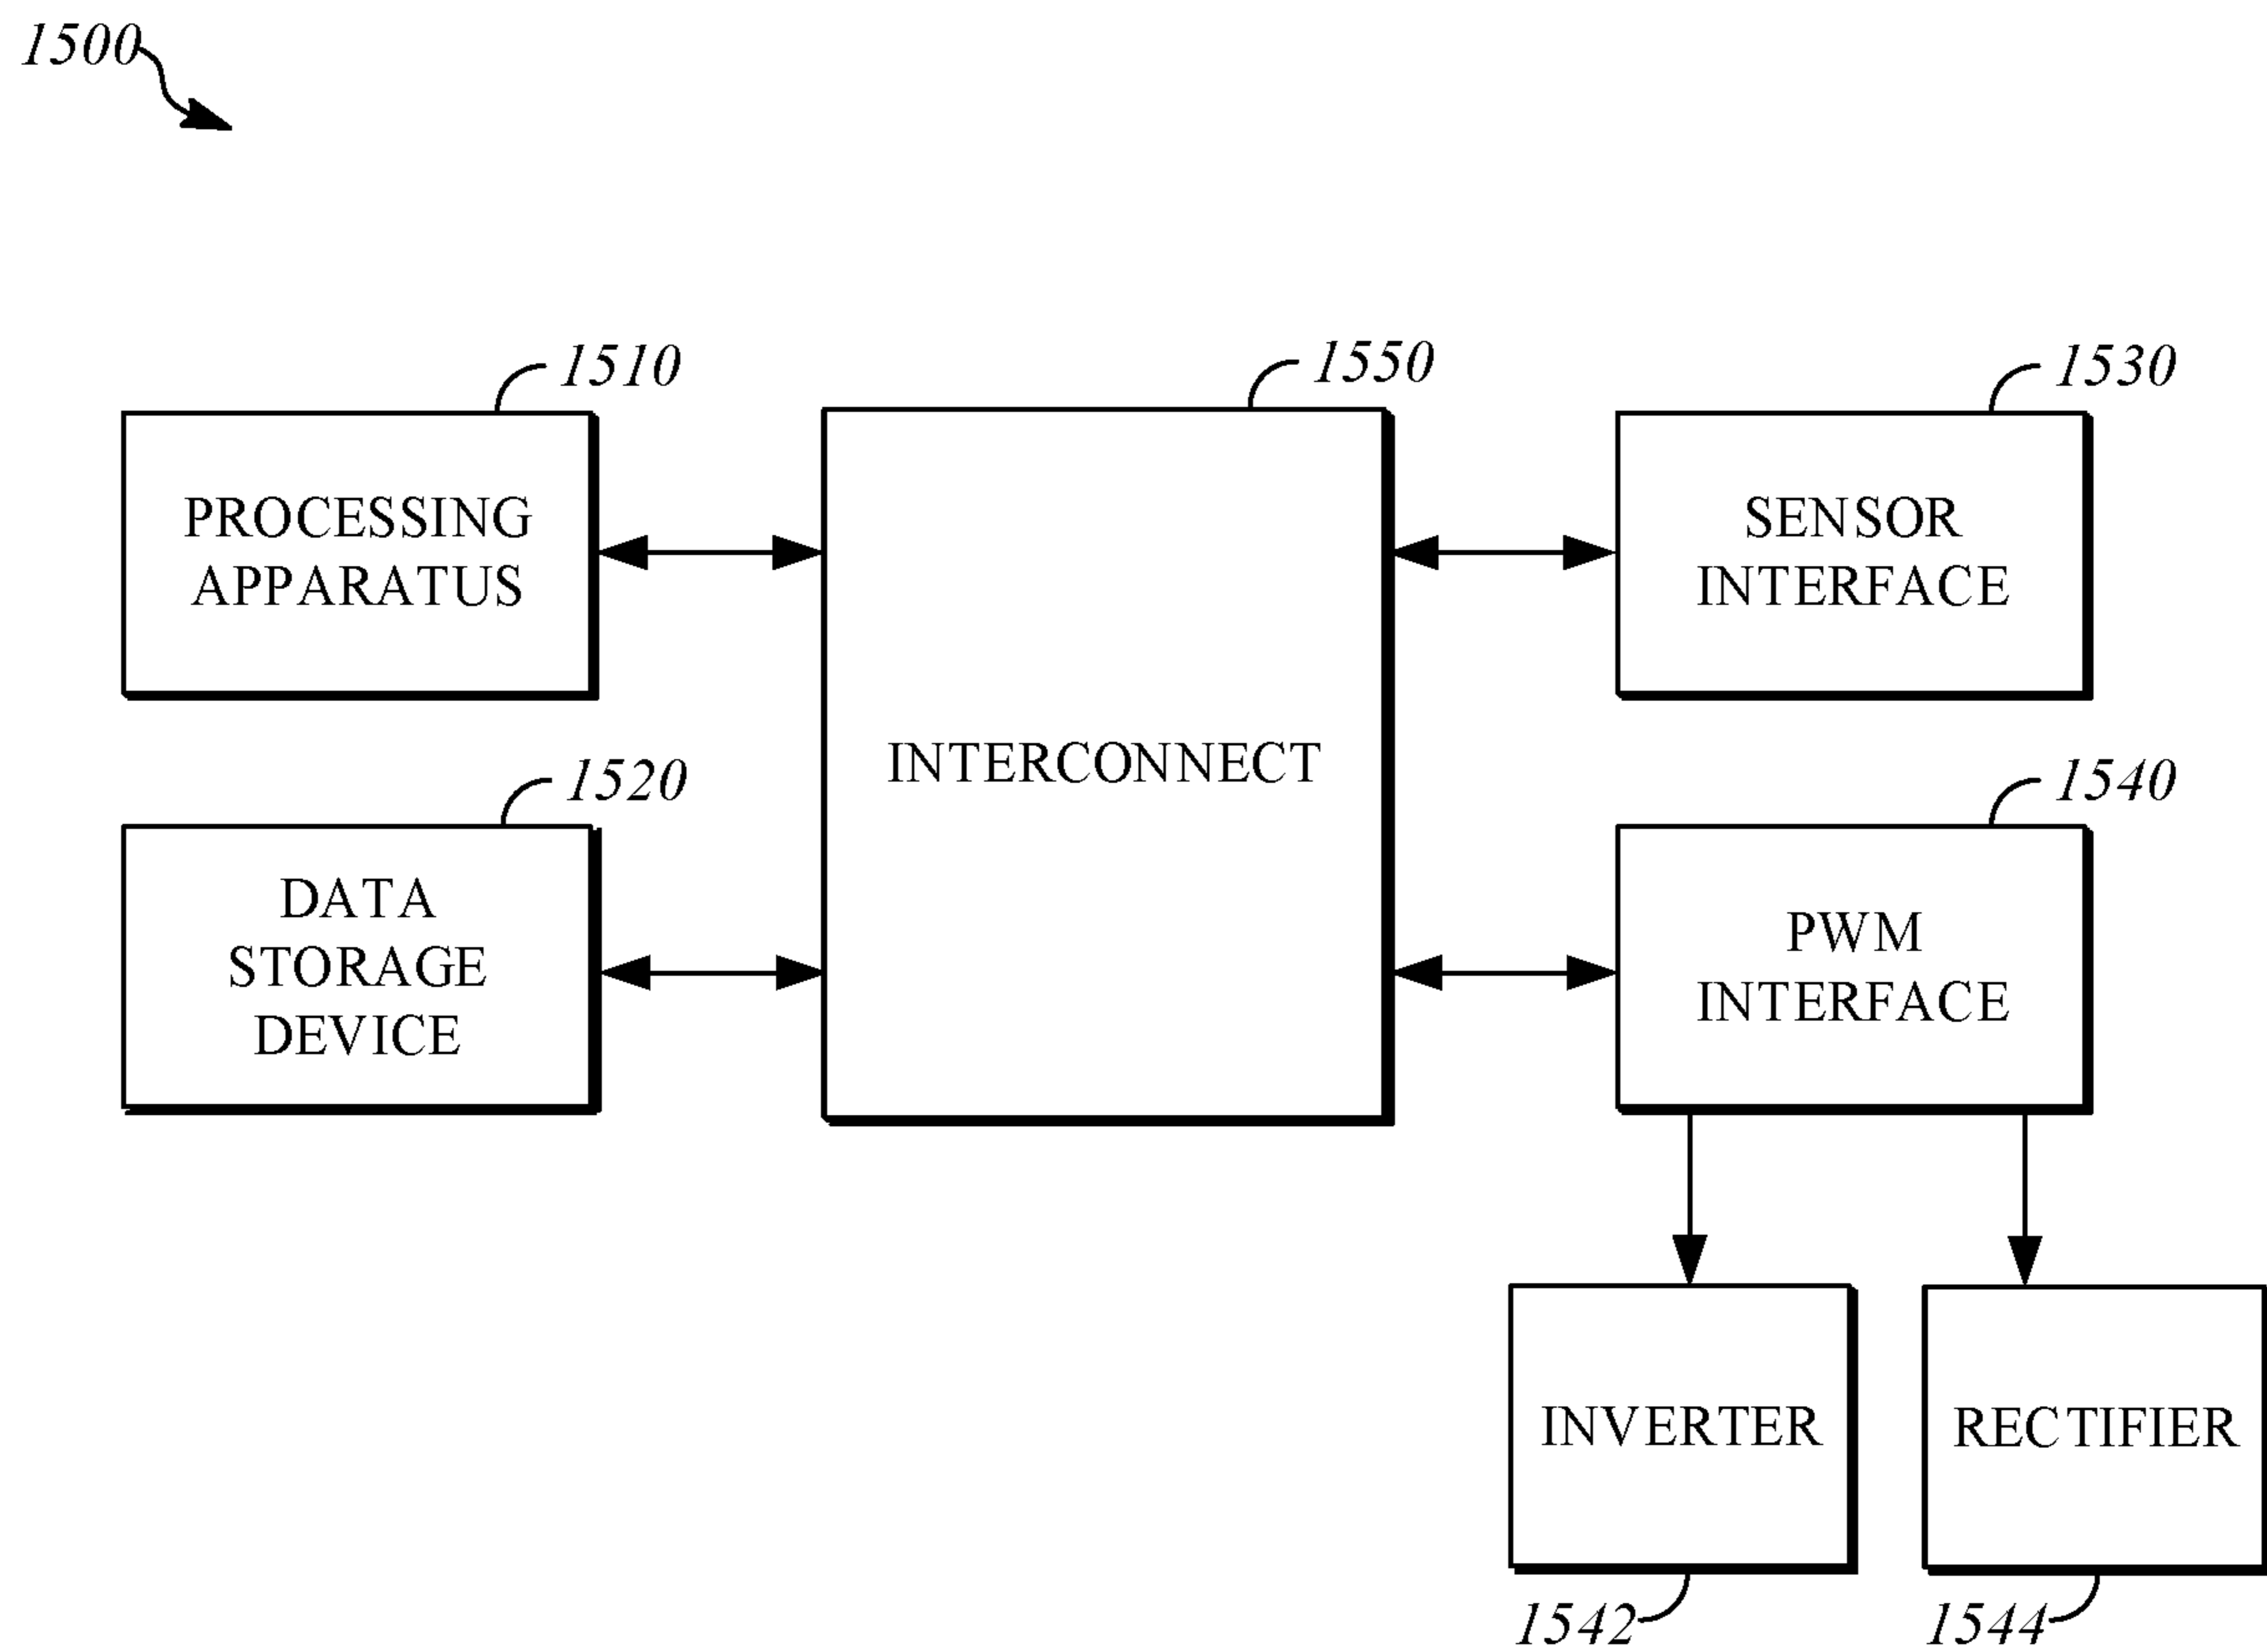 1500
1510
PROCESSING
APPARATUS
1550
INTERCONNECT
1530
SENSOR
INTERFACE
1520
DATA
STORAGE
DEVICE
1540
PWM
INTERFACE
INVERTER
1542
RECTIFIER
1544